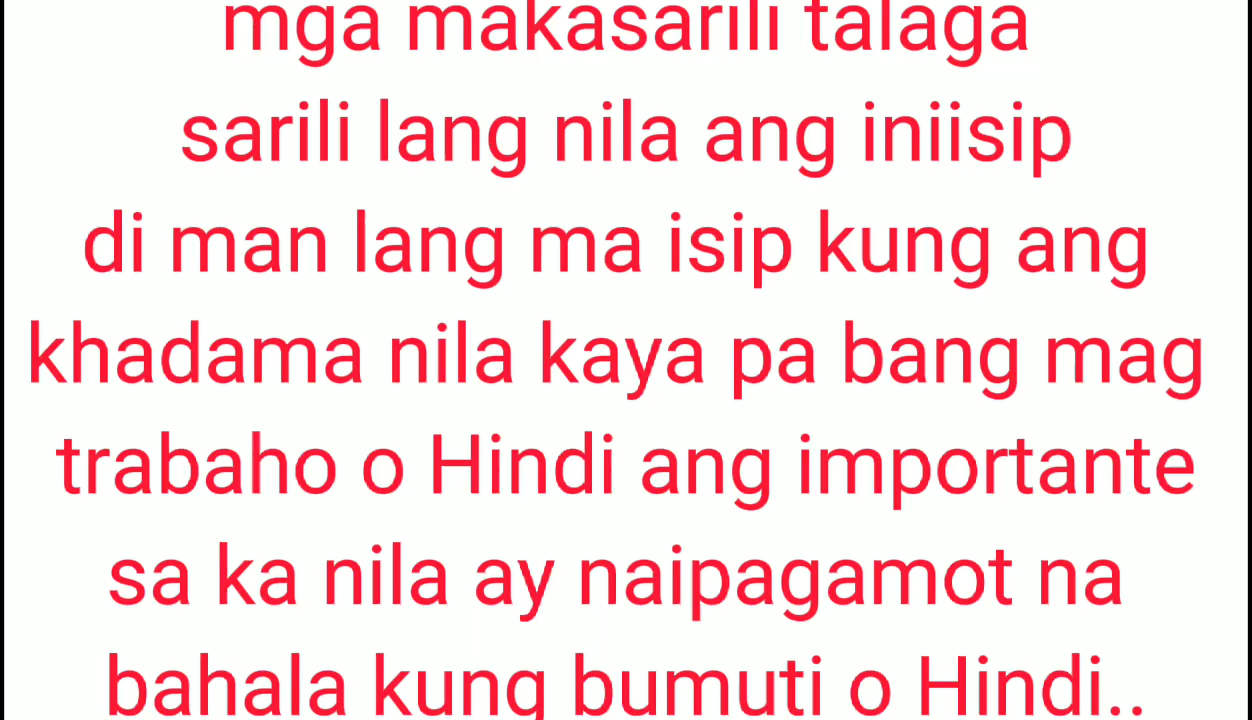 mga makasarili talaga
sarili lang nila ang iniisip
di man lang ma isip kung ang
khadama nila kaya pa bang mag
trabaho o Hindi ang importante
sa ka nila ay naipagamot na
bahala kung bumuti o Hindi..